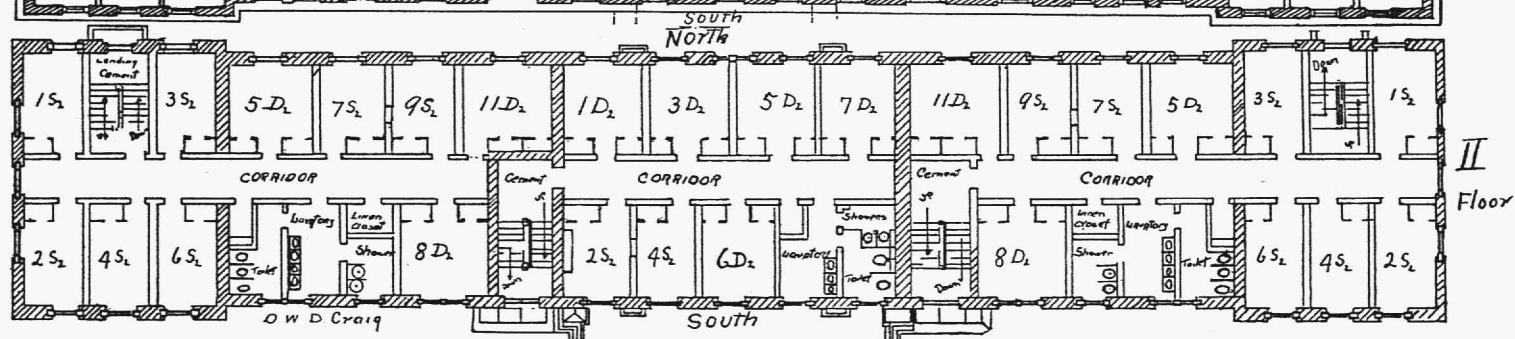 South
North
Landing
Cement
Down
1S₂
3S₂
5D₂
7S₂
9S₂
11D₂
1D₂
3D₂
5D₂
7D₂
11D₂
9S₂
7S₂
5D₂
3S₂
1S₂
CORRIDOR
Cement
CORRIDOR
Cement
CORRIDOR
II
Floor
2S₂
4S₂
6S₂
Toilet
Lavatory
Linen
Closet
Shower
8D₂
Down
2S₂
4S₂
6D₂
Lavatory
Showers
Toilet
Down
8D₂
Linen
Closet
Shower
Lavatory
Toilet
6S₂
4S₂
2S₂
D W D Craig
South